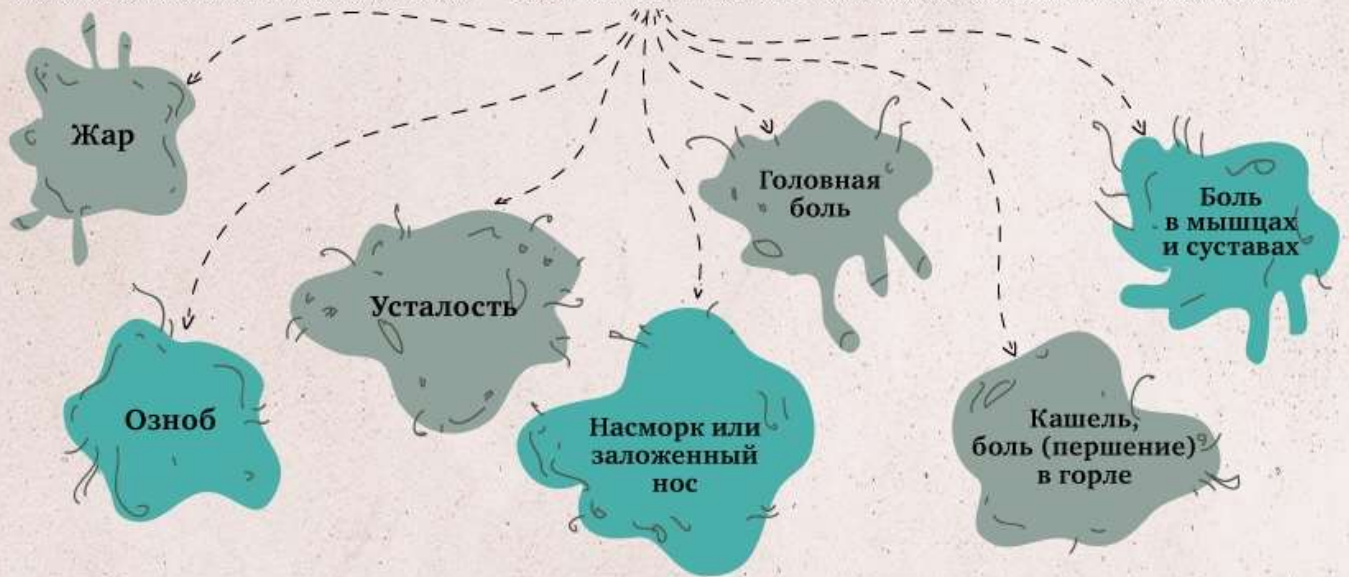 Жар
Головная
боль
Боль
в мышцах
и суставах
Усталость
Озноб
Насморк или
заложенный
нос
Кашель,
боль (першение)
в горле